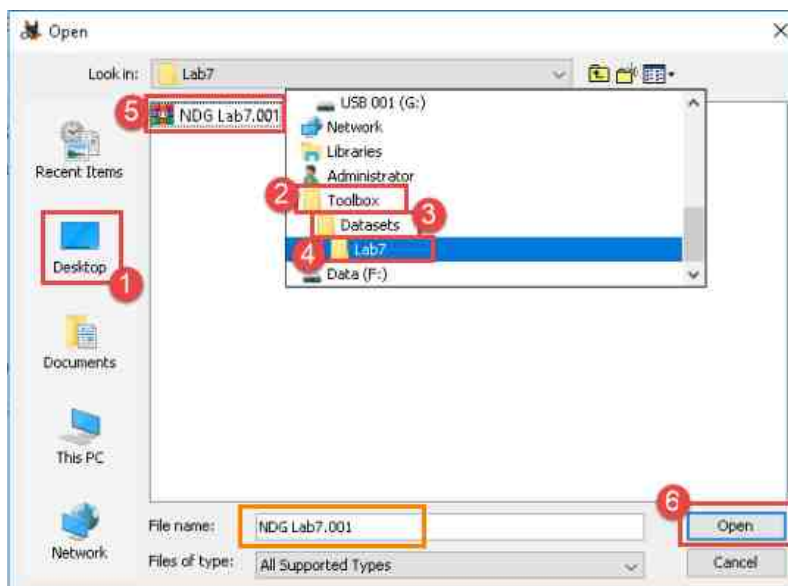 Open
Look in: Lab7
5 NDG Lab7.001
USB 001 (G:)
Network
Libraries
Administrator
2 Toolbox
Datasets 3
4 Lab7
Data (F:)
Recent Items
Desktop
1
Documents
This PC
Network
File name: NDG Lab7.001
Files of type: All Supported Types
6
Open
Cancel